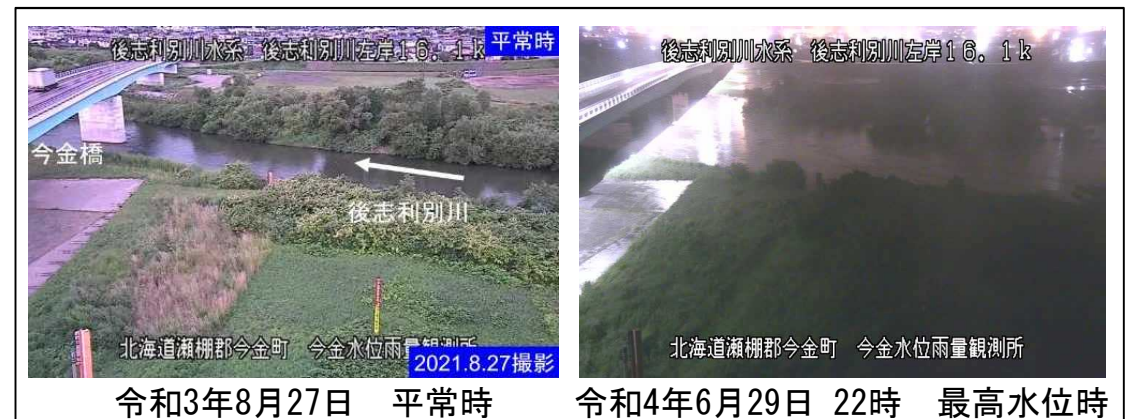 平常時
後志利別川水系 後志利別川左岸16.1k
今金橋
後志利別川
北海道瀬棚郡今金町 今金水位雨量観測所
2021.8.27撮影
令和3年8月27日 平常時
後志利別川水系 後志利別川左岸16.1k
北海道瀬棚郡今金町 今金水位雨量観測所
令和4年6月29日 22時 最高水位時